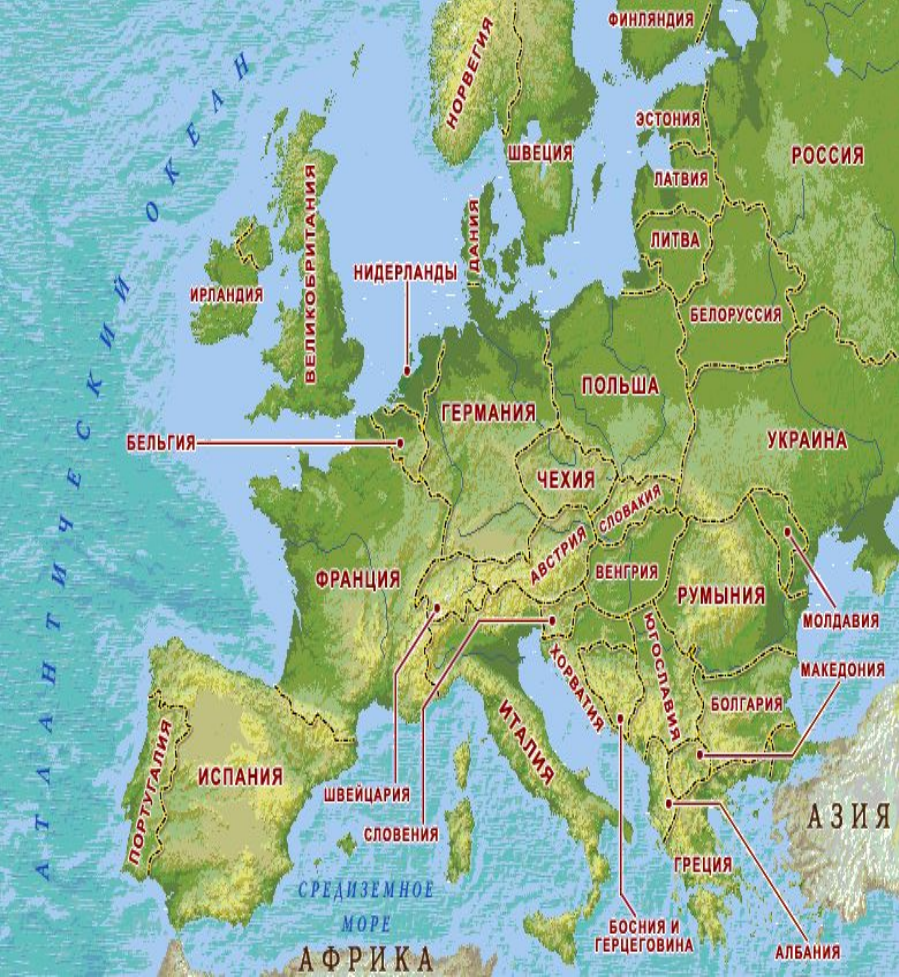 ФИНЛЯНДИЯ
НОРВЕГИЯ
ЭСТОНИЯ
ШВЕЦИЯ
РОССИЯ
ЛАТВИЯ
ДАНИЯ
ЛИТВА
ВЕЛИКОБРИТАНИЯ
НИДЕРЛАНДЫ
ИРЛАНДИЯ
БЕЛОРУССИЯ
АТЛАНТИЧЕСКИЙ ОКЕАН
ПОЛЬША
ГЕРМАНИЯ
БЕЛЬГИЯ
УКРАИНА
ЧЕХИЯ
СЛОВАКИЯ
АВСТРИЯ
ВЕНГРИЯ
ФРАНЦИЯ
РУМЫНИЯ
МОЛДАВИЯ
МАКЕДОНИЯ
ЮГОСЛАВИЯ
ХОРВАТИЯ
БОЛГАРИЯ
ИТАЛИЯ
ПОРТУГАЛИЯ
ИСПАНИЯ
ШВЕЙЦАРИЯ
СЛОВЕНИЯ
АЗИЯ
ГРЕЦИЯ
СРЕДИЗЕМНОЕ
МОРЕ
БОСНИЯ И
ГЕРЦЕГОВИНА
АЛБАНИЯ
АФРИКА